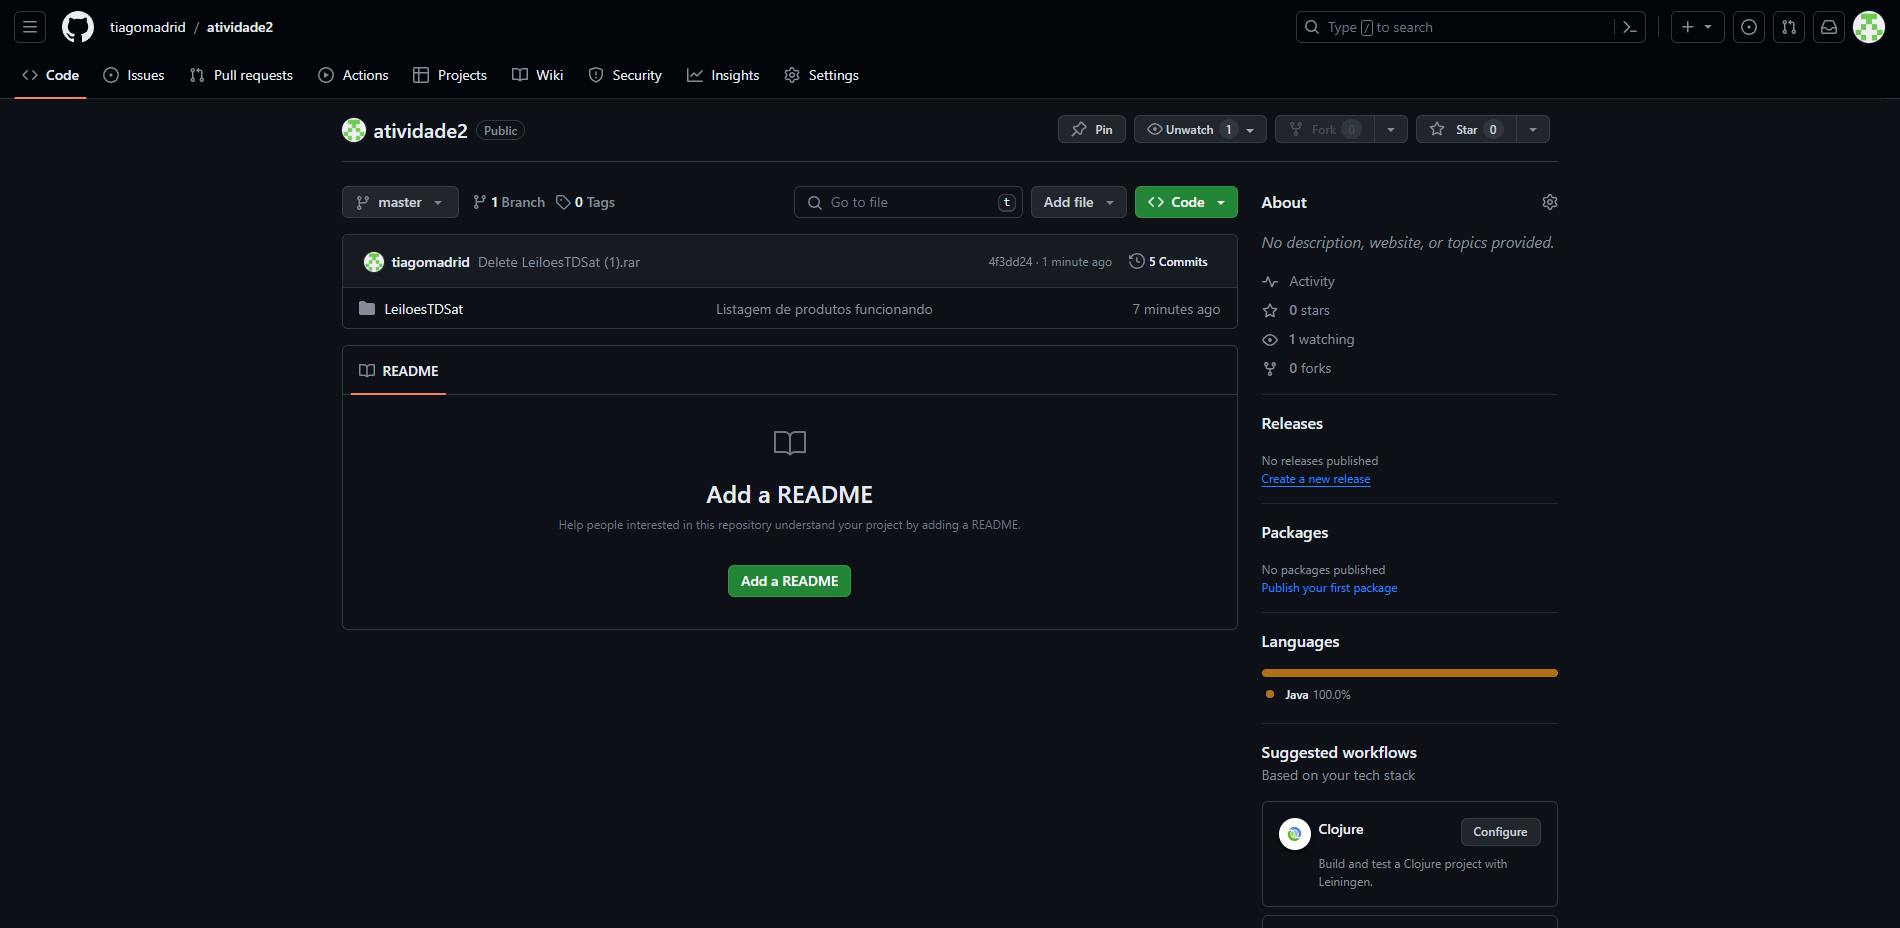 tiagomadrid / atividade2
Type / to search
Code Issues Pull requests Actions Projects Wiki Security Insights Settings
atividade2 Public
Pin Unwatch 1 Fork 0 Star 0
master 1 Branch 0 Tags Go to file t Add file Code
tiagomadrid Delete LeiloesTDSat (1).rar 4f3dd24 · 1 minute ago 5 Commits
LeiloesTDSat Listagem de produtos funcionando 7 minutes ago
README
Add a README
Help people interested in this repository understand your project by adding a README.
Add a README
About
No description, website, or topics provided.
Activity
0 stars
1 watching
0 forks
Releases
No releases published
Create a new release
Packages
No packages published
Publish your first package
Languages
Java 100.0%
Suggested workflows
Based on your tech stack
Clojure Configure
Build and test a Clojure project with
Leiningen.